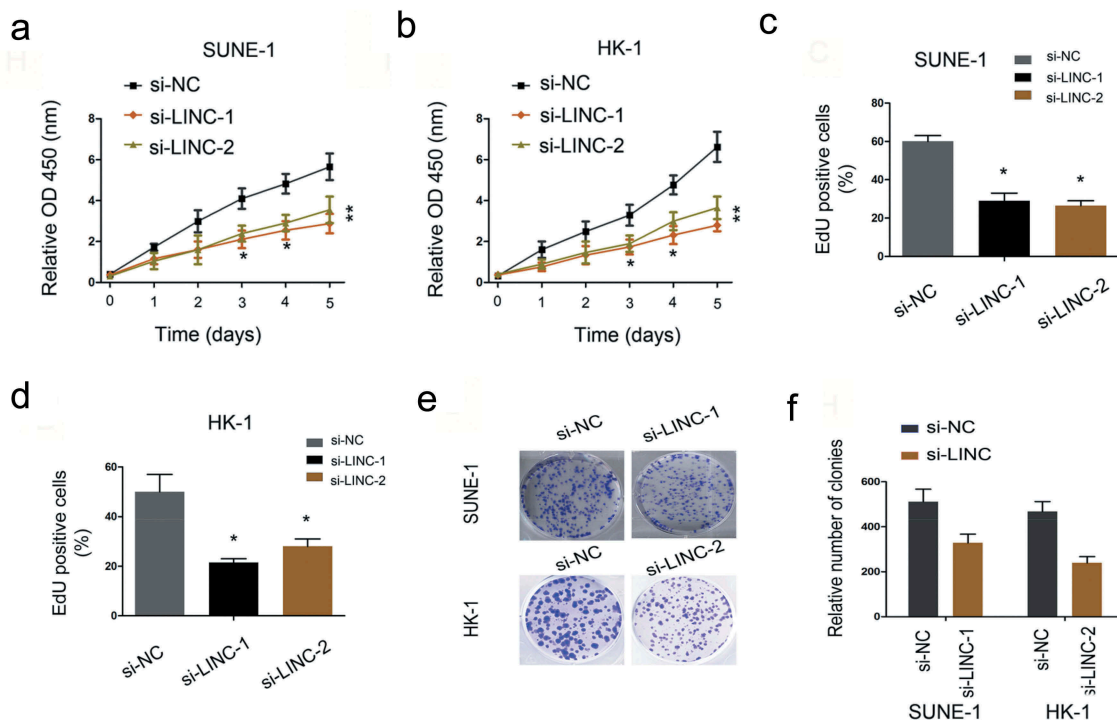 a
SUNE-1
si-NC
si-LINC-1
si-LINC-2
Relative OD 450 (nm)
8
6
4
2
0
0 1 2 3 4 5
* * **
Time (days)
b
HK-1
si-NC
si-LINC-1
si-LINC-2
Relative OD 450 (nm)
8
6
4
2
0
0 1 2 3 4 5
* * **
Time (days)
c
SUNE-1
si-NC
si-LINC-1
si-LINC-2
EdU positive cells
(%)
80
60
40
20
0
* *
si-NC si-LINC-1 si-LINC-2
d
HK-1
si-NC
si-LINC-1
si-LINC-2
EdU positive cells
(%)
60
40
20
0
* *
si-NC si-LINC-1 si-LINC-2
e
si-NC si-LINC-1
SUNE-1
si-NC si-LINC-2
HK-1
f
si-NC
si-LINC
Relative number of clonies
600
400
200
0
si-NC si-LINC-1 si-NC si-LINC-2
SUNE-1 HK-1